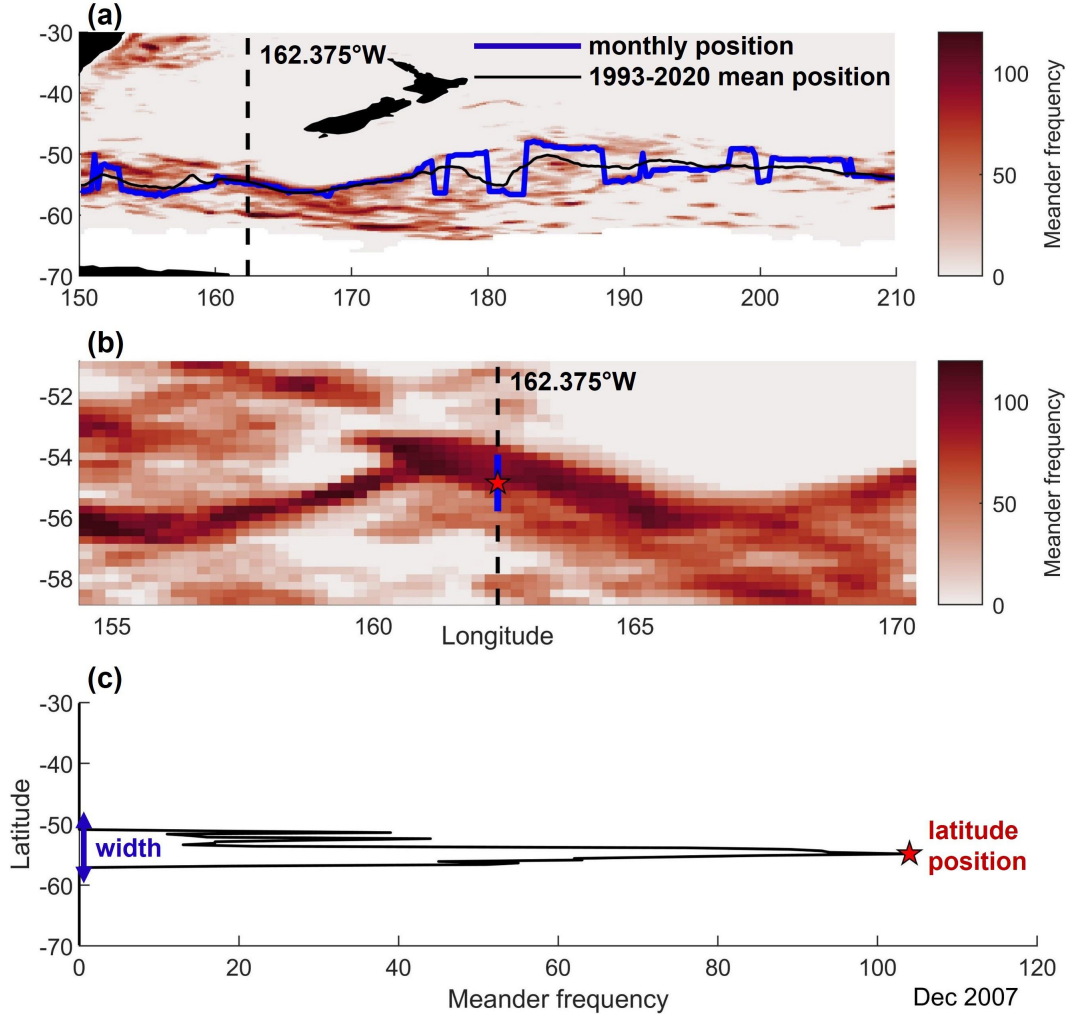 (a)
-30
-40
-50
-60
-70
162.375°W
monthly position
1993-2020 mean position
150 160 170 180 190 200 210
100
50
0
Meander frequency
(b)
-52
-54
-56
-58
162.375°W
155 160 165 170
Longitude
100
50
0
Meander frequency
(c)
-30
-40
-50
-60
-70
Latitude
width
latitude
position
0 20 40 60 80 100 120
Meander frequency
Dec 2007